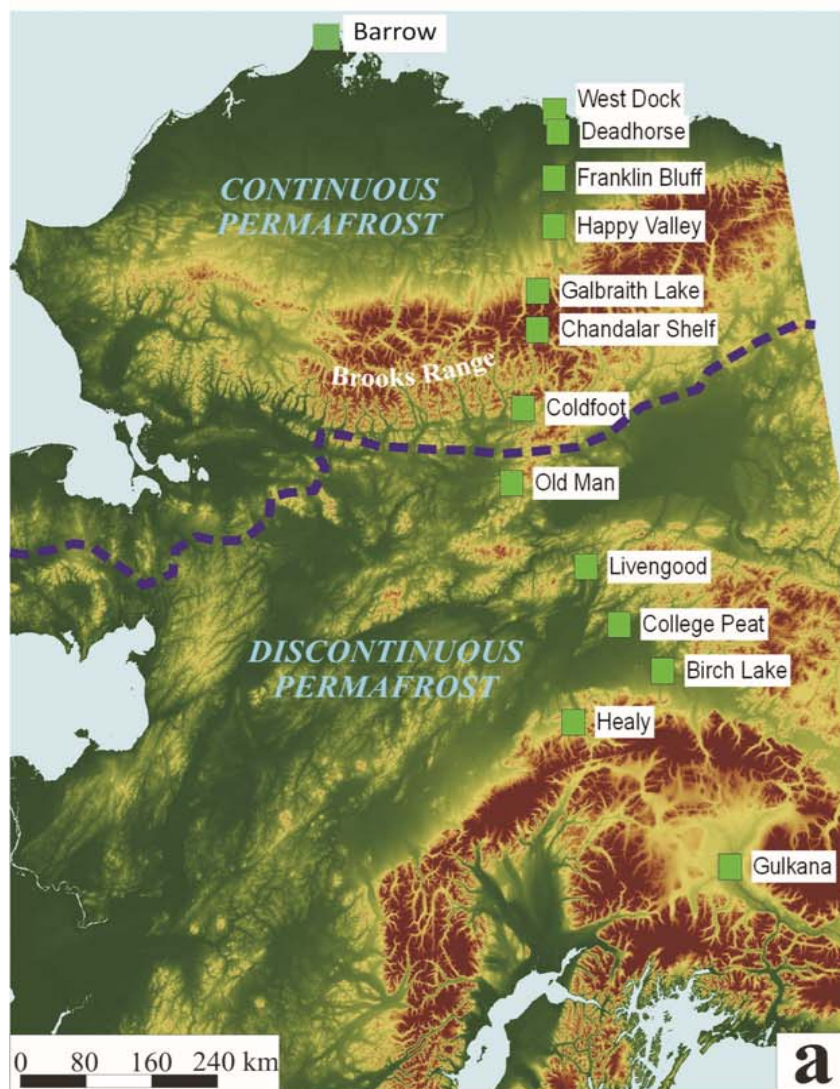 Barrow
West Dock
Deadhorse
CONTINUOUS
PERMAFROST
Franklin Bluff
Happy Valley
Galbraith Lake
Chandalar Shelf
Brooks Range
Coldfoot
Old Man
Livengood
College Peat
DISCONTINUOUS
PERMAFROST
Birch Lake
Healy
Gulkana
0 80 160 240 km
a